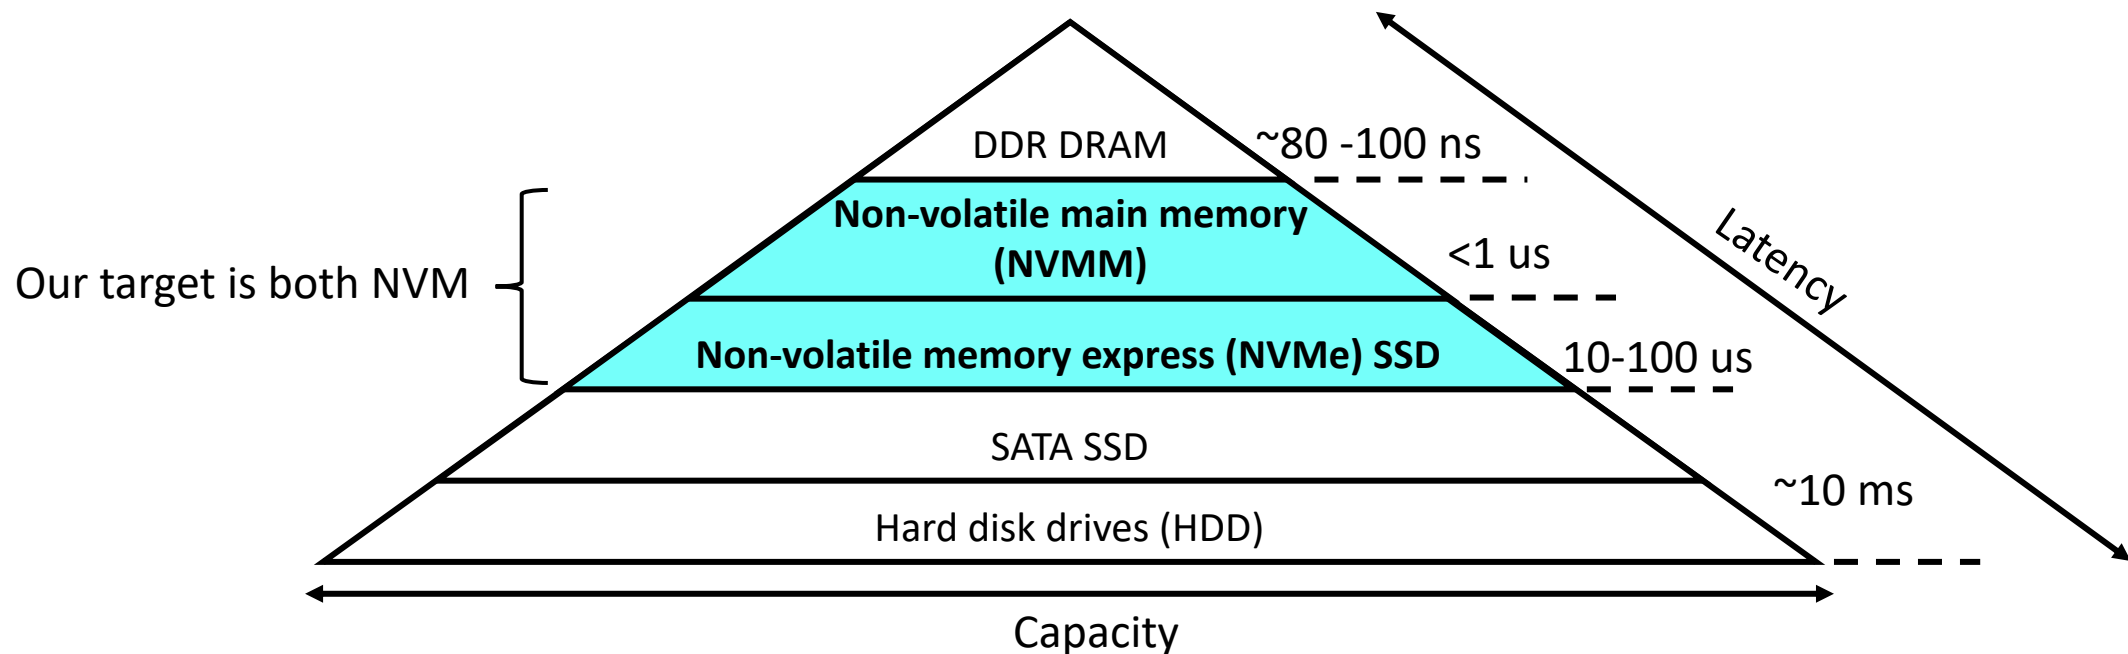 DDR DRAM
~80 -100 ns
Non-volatile main memory
(NVMM)
<1 us
Latency
Our target is both NVM
Non-volatile memory express (NVMe) SSD
10-100 us
SATA SSD
~10 ms
Hard disk drives (HDD)
Capacity